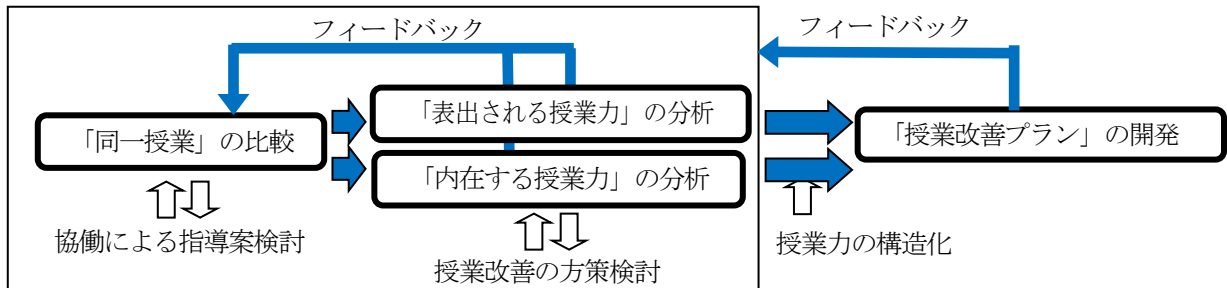 フィードバック
フィードバック
「同一授業」の比較
「表出される授業力」の分析
「内在する授業力」の分析
「授業改善プラン」の開発
協働による指導案検討
授業改善の方策検討
授業力の構造化